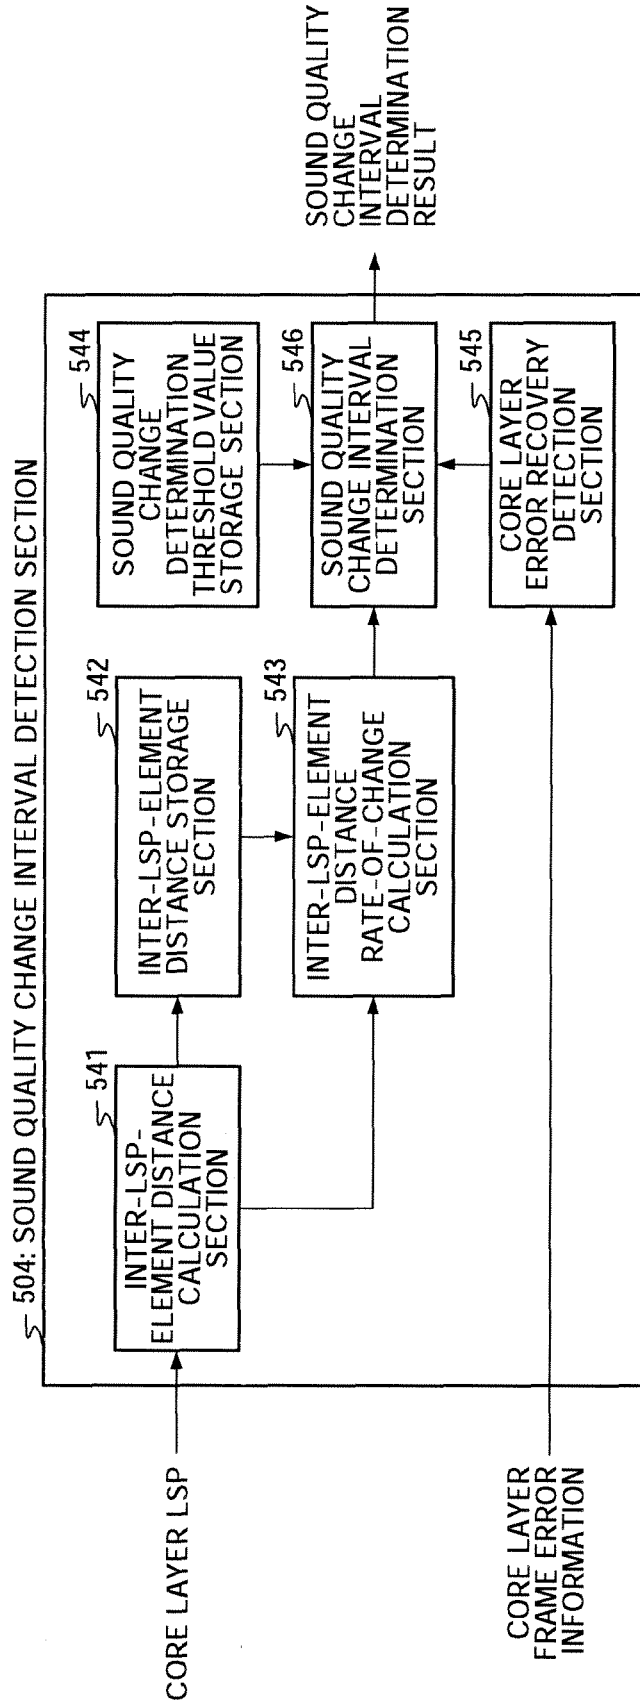 504: SOUND QUALITY CHANGE INTERVAL DETECTION SECTION
CORE LAYER LSP
541
INTER-LSP-
ELEMENT DISTANCE
CALCULATION
SECTION
542
INTER-LSP-ELEMENT
DISTANCE STORAGE
SECTION
543
INTER-LSP-ELEMENT
DISTANCE
RATE-OF-CHANGE
CALCULATION
SECTION
544
SOUND QUALITY
CHANGE
DETERMINATION
THRESHOLD VALUE
STORAGE SECTION
546
SOUND QUALITY
CHANGE INTERVAL
DETERMINATION
SECTION
545
CORE LAYER
ERROR RECOVERY
DETECTION
SECTION
SOUND QUALITY
CHANGE
INTERVAL
DETERMINATION
RESULT
CORE LAYER
FRAME ERROR
INFORMATION